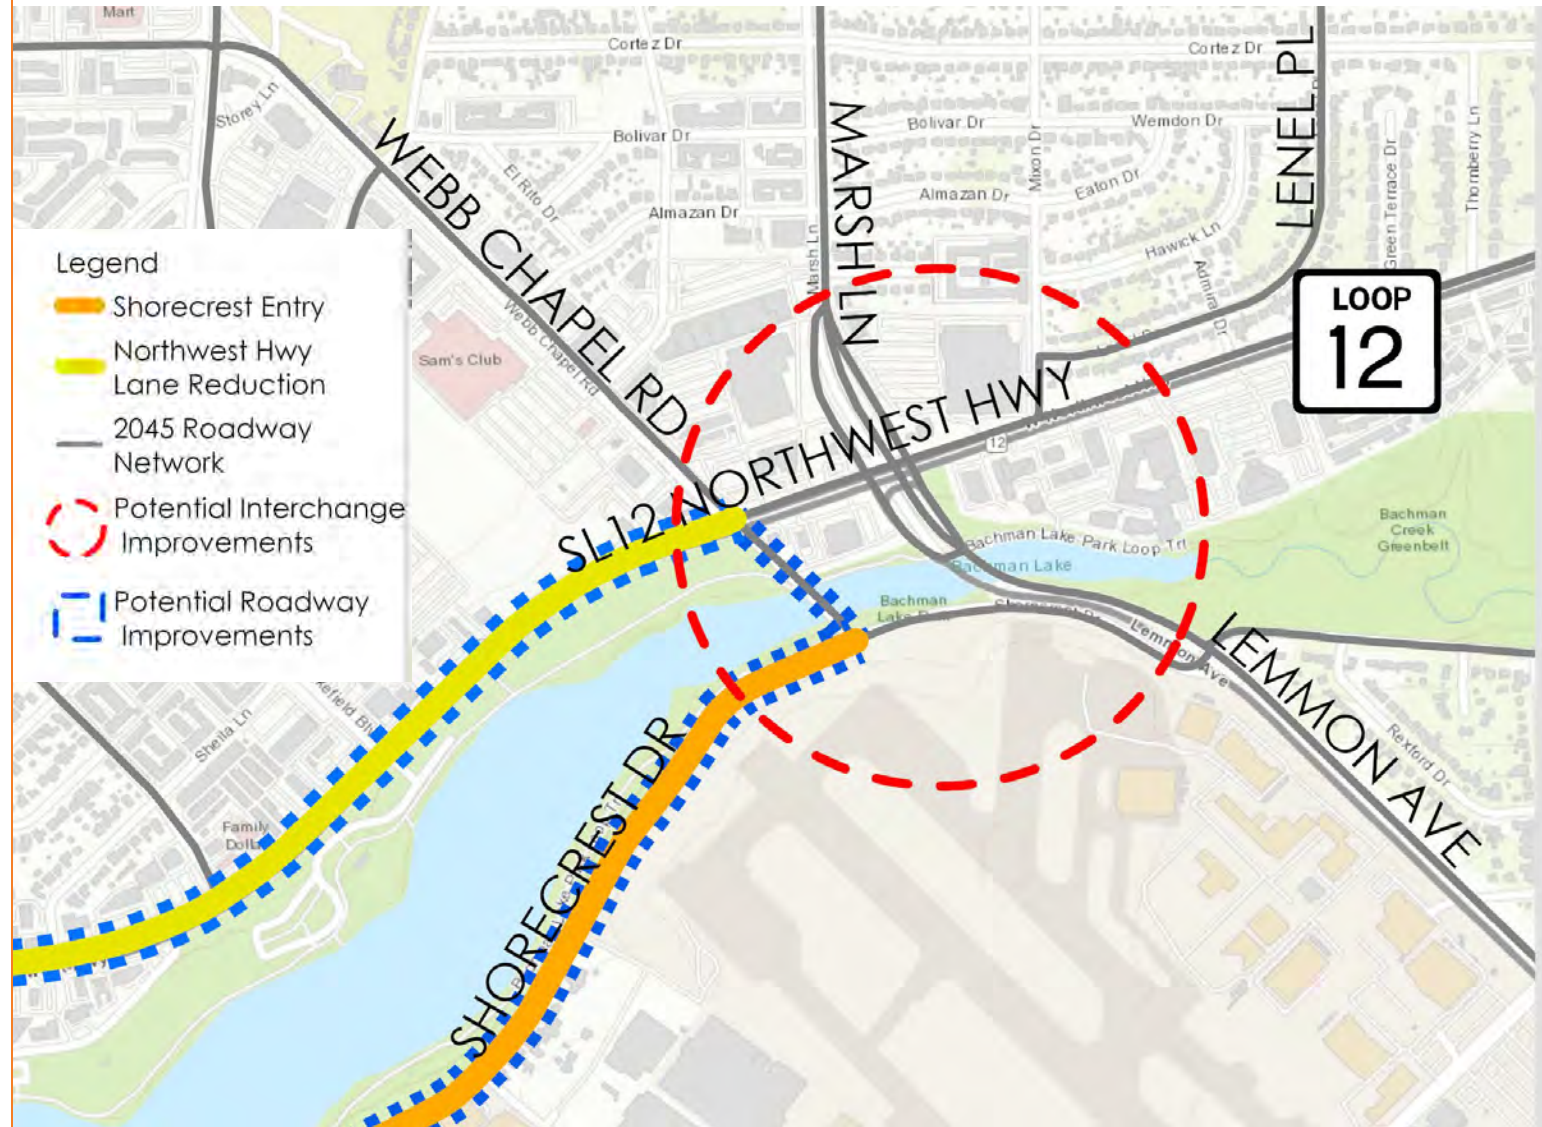 Mart
Cortez Dr
Cortez Dr
Storey Ln
WEBB CHAPEL RD
Bolivar Dr
MARSH LN
Bolivar Dr
Wemdon Dr
LENEL PL
El Rito Dr
Mixon Dr
Almazan Dr
Eaton Dr
Almazan Dr
Green Terrace Dr
Thornberry Ln
Marsh Ln
Hawick Ln
Admiral Dr
Legend
Shorecrest Entry
Northwest Hwy
Lane Reduction
2045 Roadway
Network
Potential Interchange
Improvements
Potential Roadway
Improvements
Webb Chapel Rd
Sam's Club
LOOP
12
SL12 NORTHWEST HWY
12
Bachman Lake Park Loop Trl
Bachman Lake
Bachman
Creek
Greenbelt
Bachman
Lake
Shorecrest Dr
Lemmon Ave
LEMMON AVE
Rexford Dr
Sheila Ln
Family
SHORECREST DR